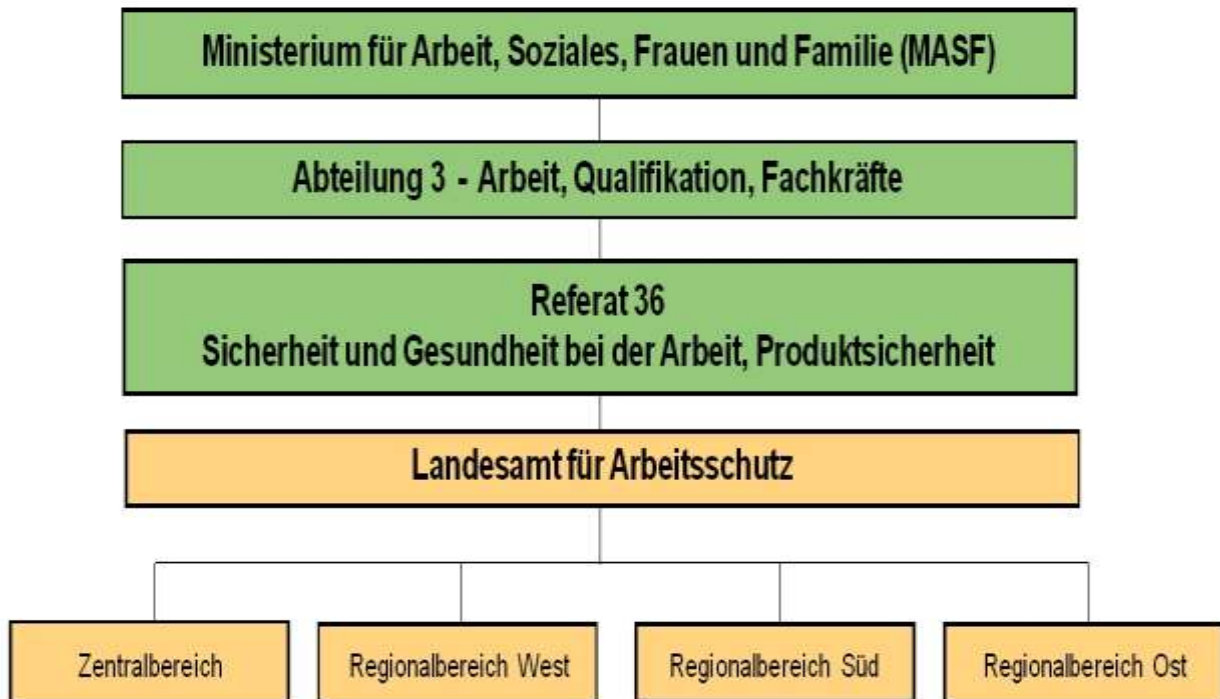 Ministerium für Arbeit, Soziales, Frauen und Familie (MASF)
Abteilung 3 - Arbeit, Qualifikation, Fachkräfte
Referat 36
Sicherheit und Gesundheit bei der Arbeit, Produktsicherheit
Landesamt für Arbeitsschutz
Zentralbereich
Regionalbereich West
Regionalbereich Süd
Regionalbereich Ost